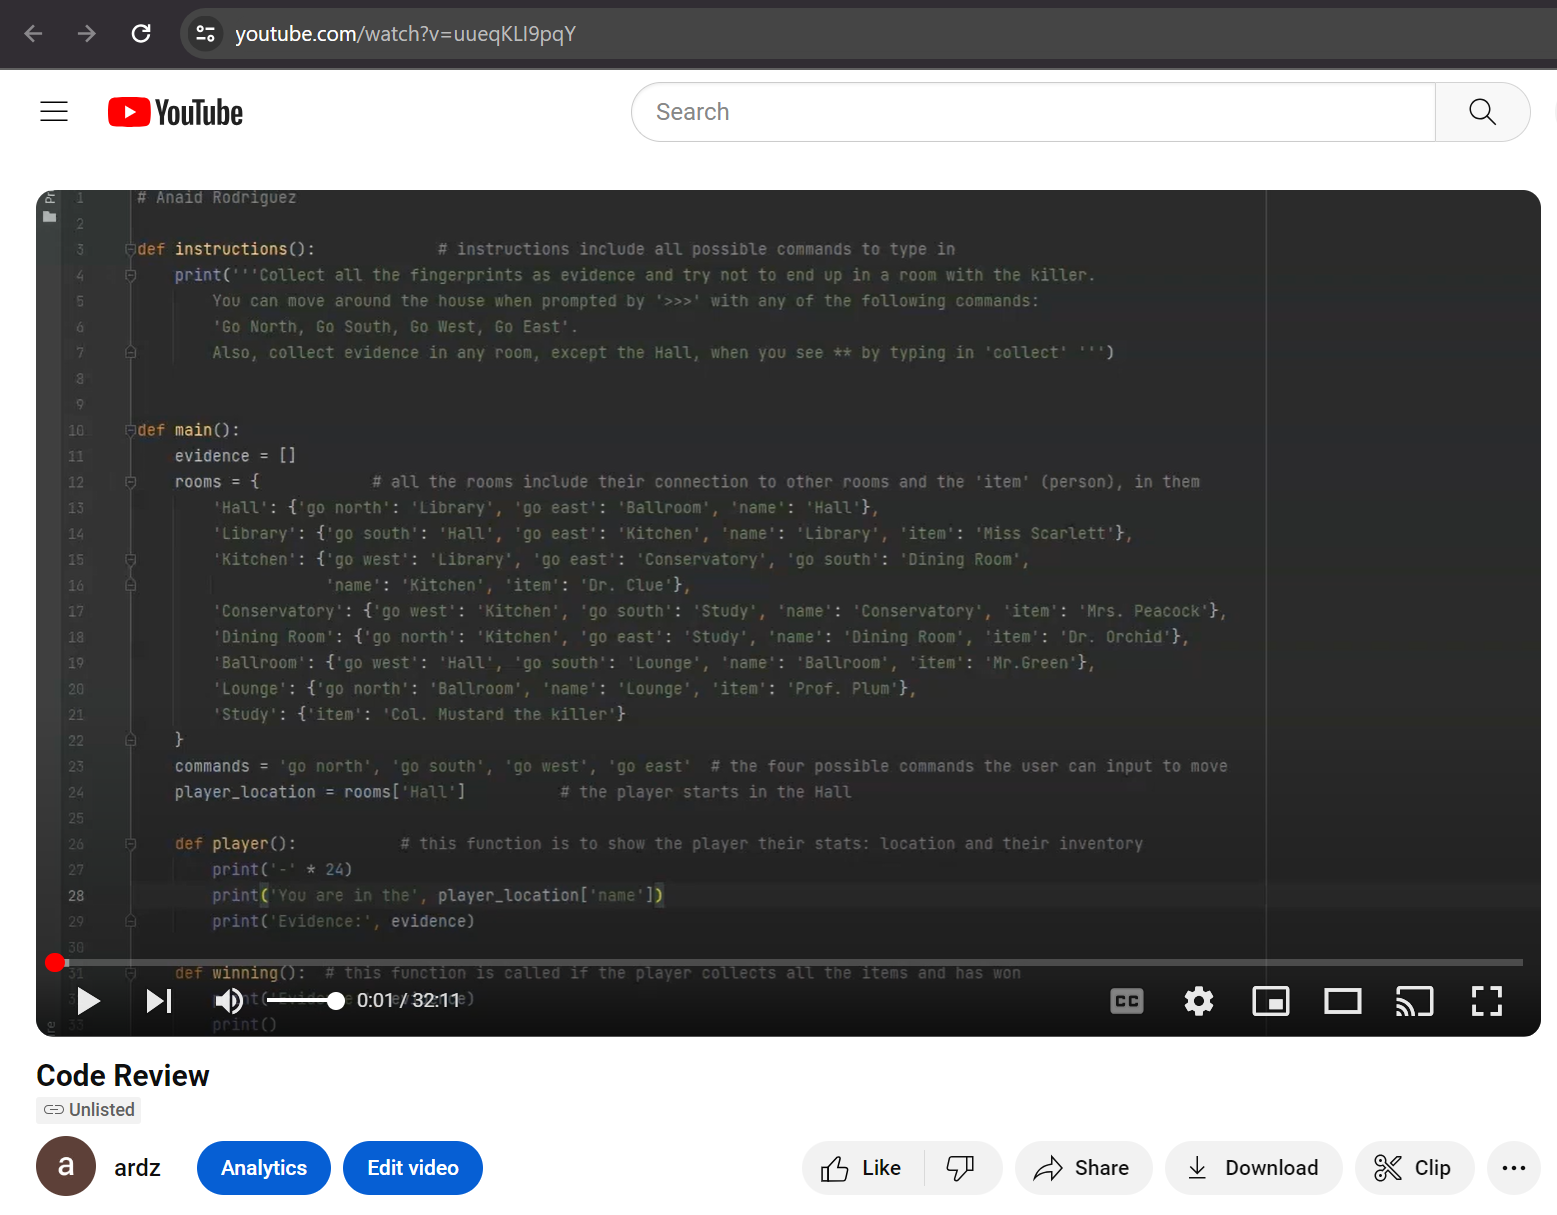 youtube.com/watch?v=uueqKLI9pqY
YouTube
Search
1 # Anaid Rodriguez
2
3 def instructions(): # instructions include all possible commands to type in
4 print('''Collect all the fingerprints as evidence and try not to end up in a room with the killer.
5 You can move around the house when prompted by '>>>' with any of the following commands:
6 'Go North, Go South, Go West, Go East'.
7 Also, collect evidence in any room, except the Hall, when you see ** by typing in 'collect' ''')
8
9
10 def main():
11 evidence = []
12 rooms = { # all the rooms include their connection to other rooms and the 'item' (person), in them
13 'Hall': {'go north': 'Library', 'go east': 'Ballroom', 'name': 'Hall'},
14 'Library': {'go south': 'Hall', 'go east': 'Kitchen', 'name': 'Library', 'item': 'Miss Scarlett'},
15 'Kitchen': {'go west': 'Library', 'go east': 'Conservatory', 'go south': 'Dining Room',
16 'name': 'Kitchen', 'item': 'Dr. Clue'},
17 'Conservatory': {'go west': 'Kitchen', 'go south': 'Study', 'name': 'Conservatory', 'item': 'Mrs. Peacock'},
18 'Dining Room': {'go north': 'Kitchen', 'go east': 'Study', 'name': 'Dining Room', 'item': 'Dr. Orchid'},
19 'Ballroom': {'go west': 'Hall', 'go south': 'Lounge', 'name': 'Ballroom', 'item': 'Mr.Green'},
20 'Lounge': {'go north': 'Ballroom', 'name': 'Lounge', 'item': 'Prof. Plum'},
21 'Study': {'item': 'Col. Mustard the killer'}
22 }
23 commands = 'go north', 'go south', 'go west', 'go east' # the four possible commands the user can input to move
24 player_location = rooms['Hall'] # the player starts in the Hall
25
26 def player(): # this function is to show the player their stats: location and their inventory
27 print('-' * 24)
28 print('You are in the', player_location['name'])
29 print('Evidence:', evidence)
30
31 def winning(): # this function is called if the player collects all the items and has won
0:01 / 32:11
CC
33 print()
Code Review
Unlisted
a ardz Analytics Edit video Like Share Download Clip